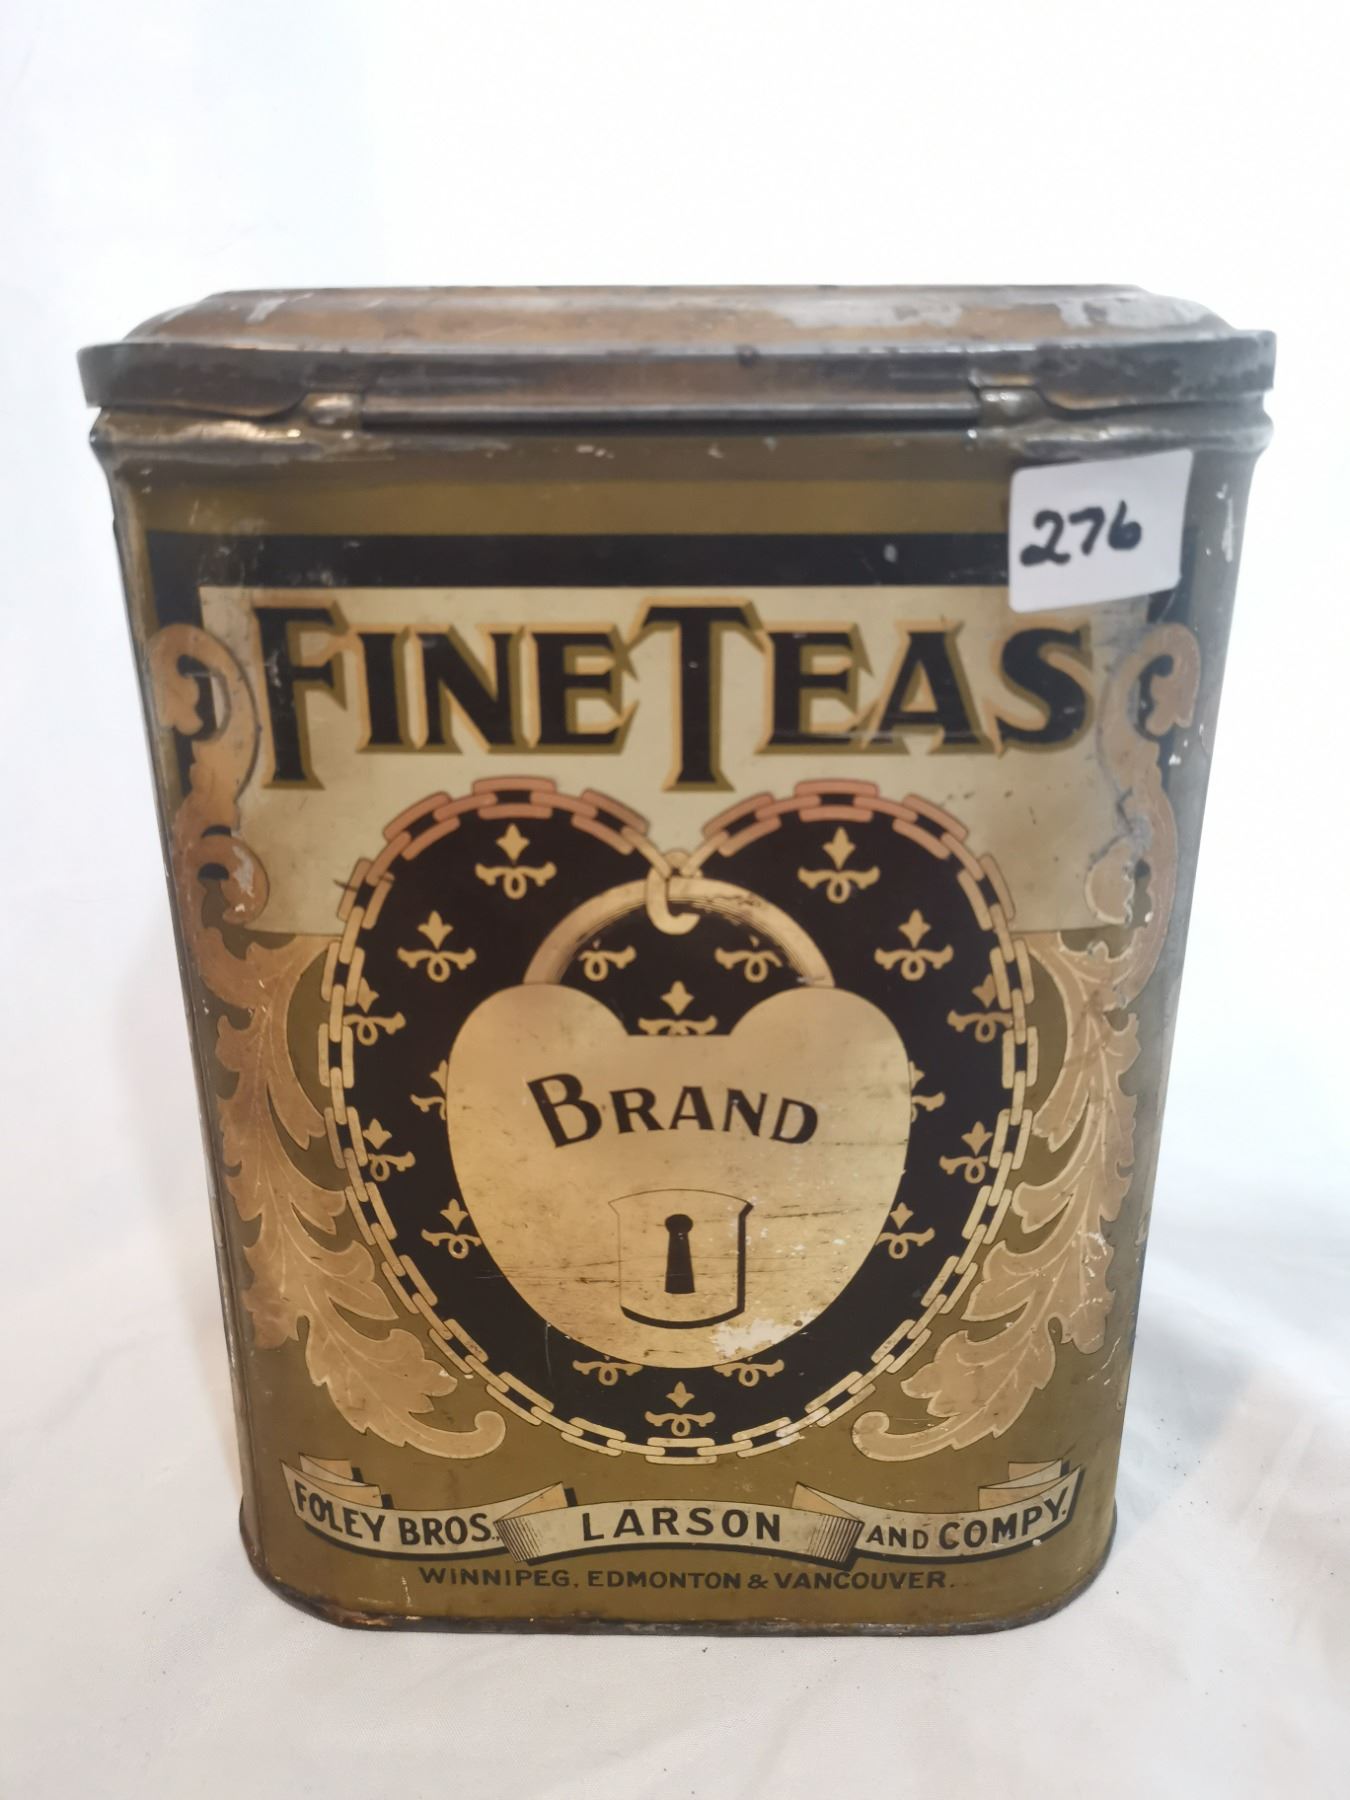 276
FINE TEAS
BRAND
FOLEY BROS., LARSON AND COMPY.
WINNIPEG, EDMONTON & VANCOUVER.